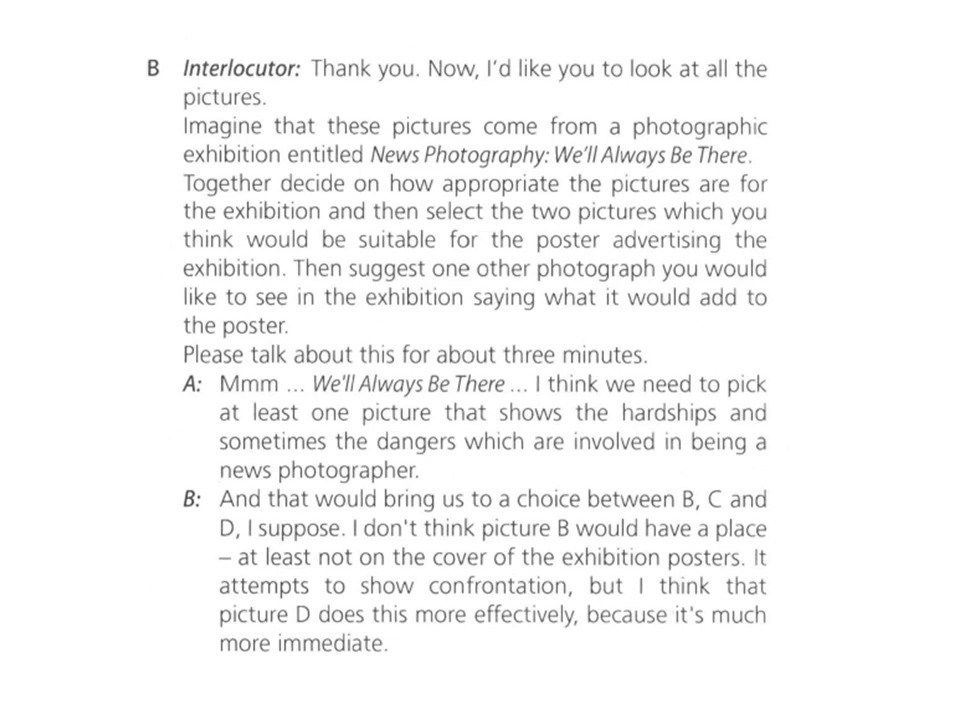 B Interlocutor: Thank you. Now, I'd like you to look at all the
pictures.
Imagine that these pictures come from a photographic
exhibition entitled News Photography: We'll Always Be There.
Together decide on how appropriate the pictures are for
the exhibition and then select the two pictures which you
think would be suitable for the poster advertising the
exhibition. Then suggest one other photograph you would
like to see in the exhibition saying what it would add to
the poster.
Please talk about this for about three minutes.
A: Mmm ... We'll Always Be There ... I think we need to pick
at least one picture that shows the hardships and
sometimes the dangers which are involved in being a
news photographer.
B: And that would bring us to a choice between B, C and
D, I suppose. I don't think picture B would have a place
– at least not on the cover of the exhibition posters. It
attempts to show confrontation, but I think that
picture D does this more effectively, because it's much
more immediate.